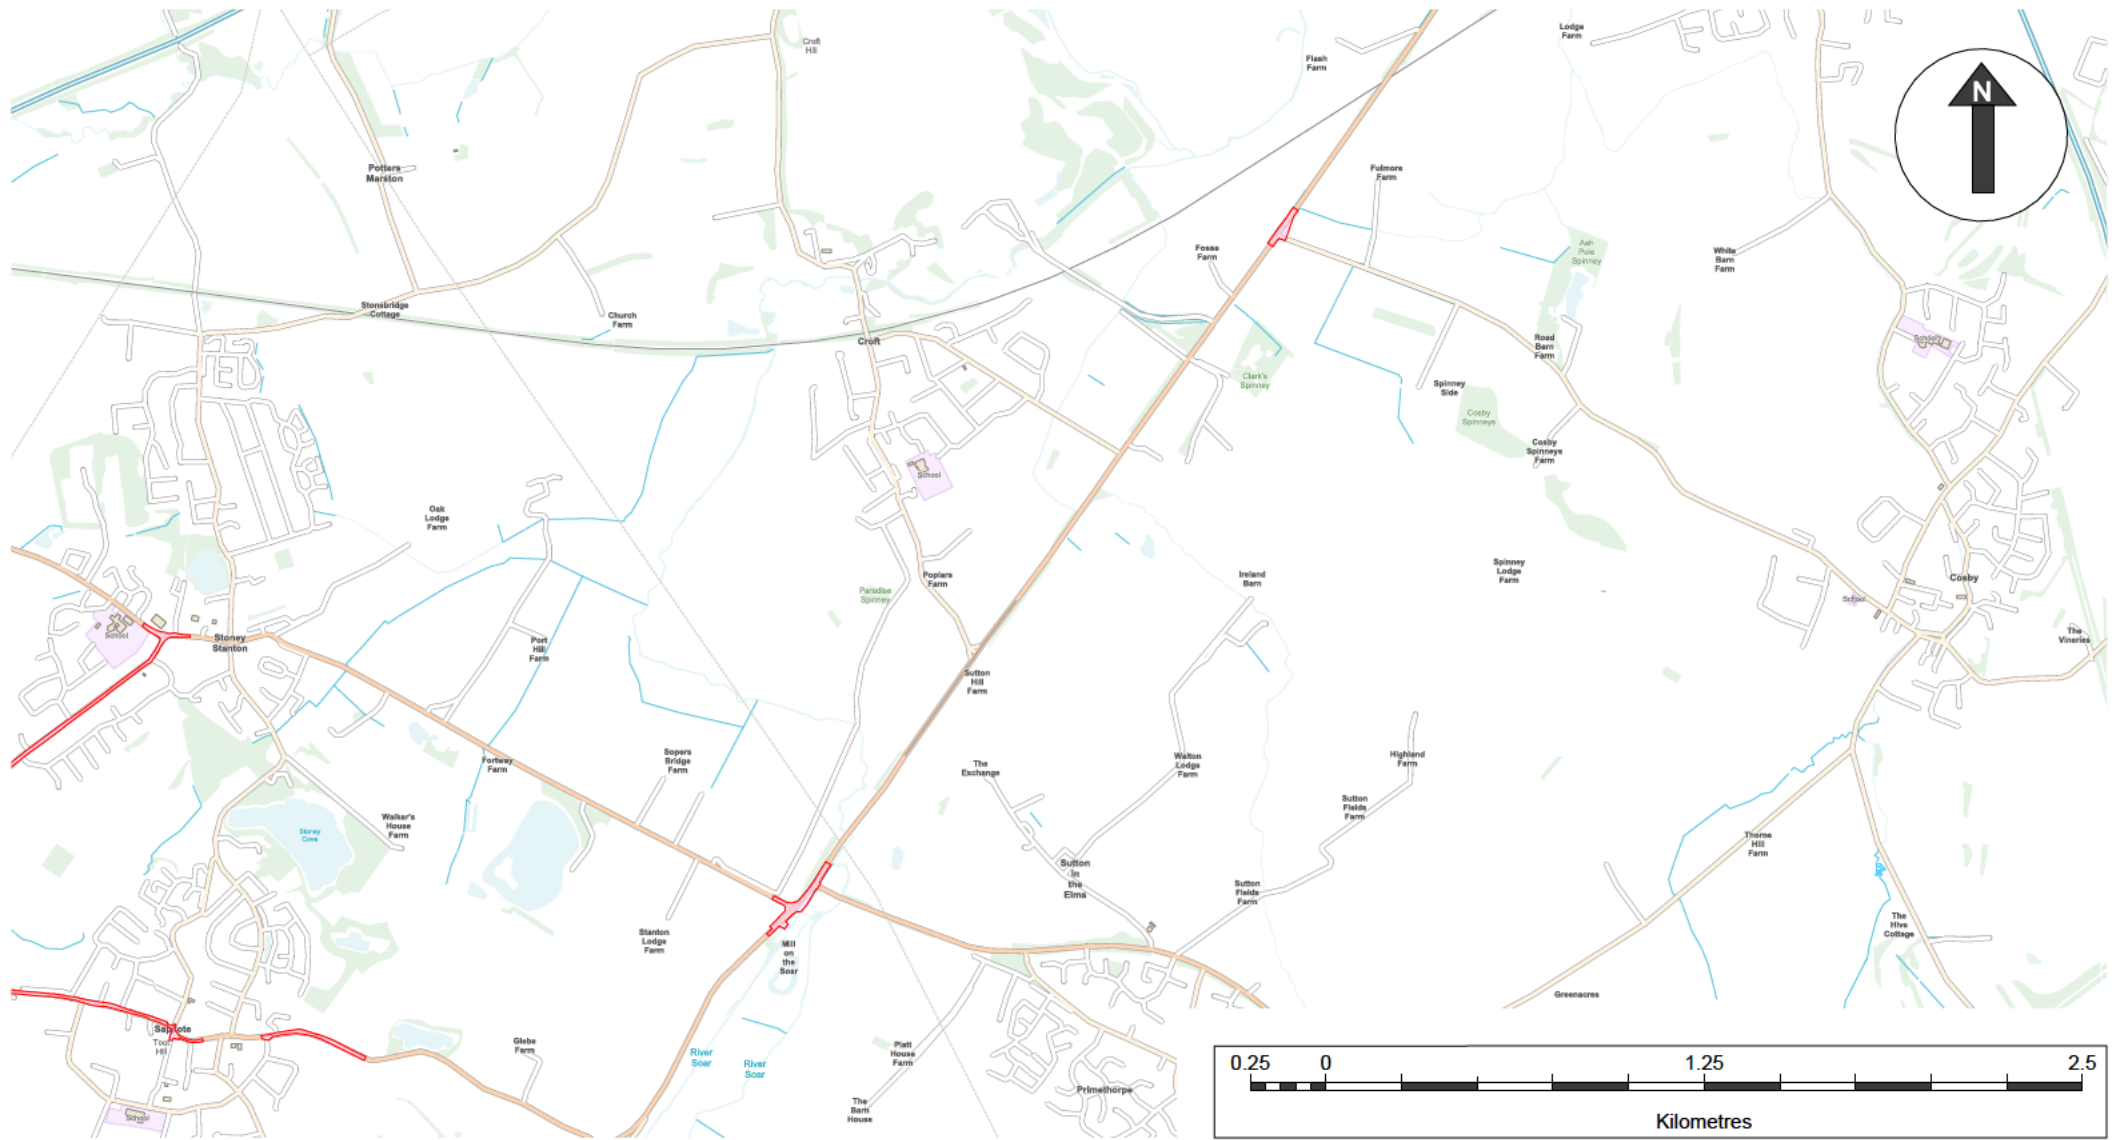 Lodge
Farm
Croft
Hill
Flash
Farm
N
Potters
Marston
Fulmore
Farm
Fosse
Farm
Ash
Pole
Spinney
White
Barn
Farm
Stonebridge
Cottage
Church
Farm
Croft
School
Road
Barn
Farm
Clark's
Spinney
Spinney
Side
Cosby
Spinneys
Cosby
Spinneys
Farm
School
Oak
Lodge
Farm
Poplars
Farm
Paradise
Spinney
Ireland
Barn
Spinney
Lodge
Farm
Cosby
School
School
Stoney
Stanton
Port
Hill
Farm
The
Vineries
Sutton
Hill
Farm
Fortway
Farm
Sopers
Bridge
Farm
The
Exchange
Walton
Lodge
Farm
Highland
Farm
Sutton
Fields
Farm
Walker's
House
Farm
Stoney
Cove
Thorne
Hill
Farm
Sutton
in
the
Elms
Sutton
Fields
Farm
Stanton
Lodge
Farm
Mill
on
the
Soar
The
Hive
Cottage
Greenacres
Sapcote
Toot
Hill
Glebe
Farm
River
Soar
River
Soar
Platt
House
Farm
Primethorpe
The
Barn
House
School
0.25 0 1.25 2.5
Kilometres